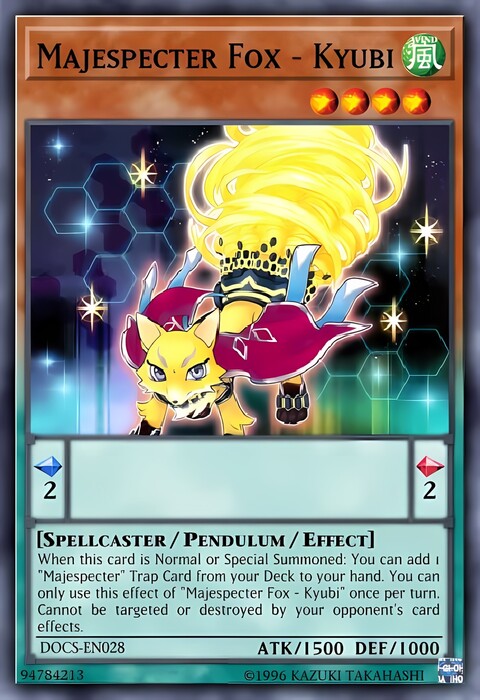 Majespecter Fox - Kyubi
WIND
風
2 2
[Spellcaster / Pendulum / Effect]
When this card is Normal or Special Summoned: You can add 1
"Majespecter" Trap Card from your Deck to your hand. You can
only use this effect of "Majespecter Fox - Kyubi" once per turn.
Cannot be targeted or destroyed by your opponent's card
effects.
DOCS-EN028 ATK/1500 DEF/1000
94784213 ©1996 KAZUKI TAKAHASHI